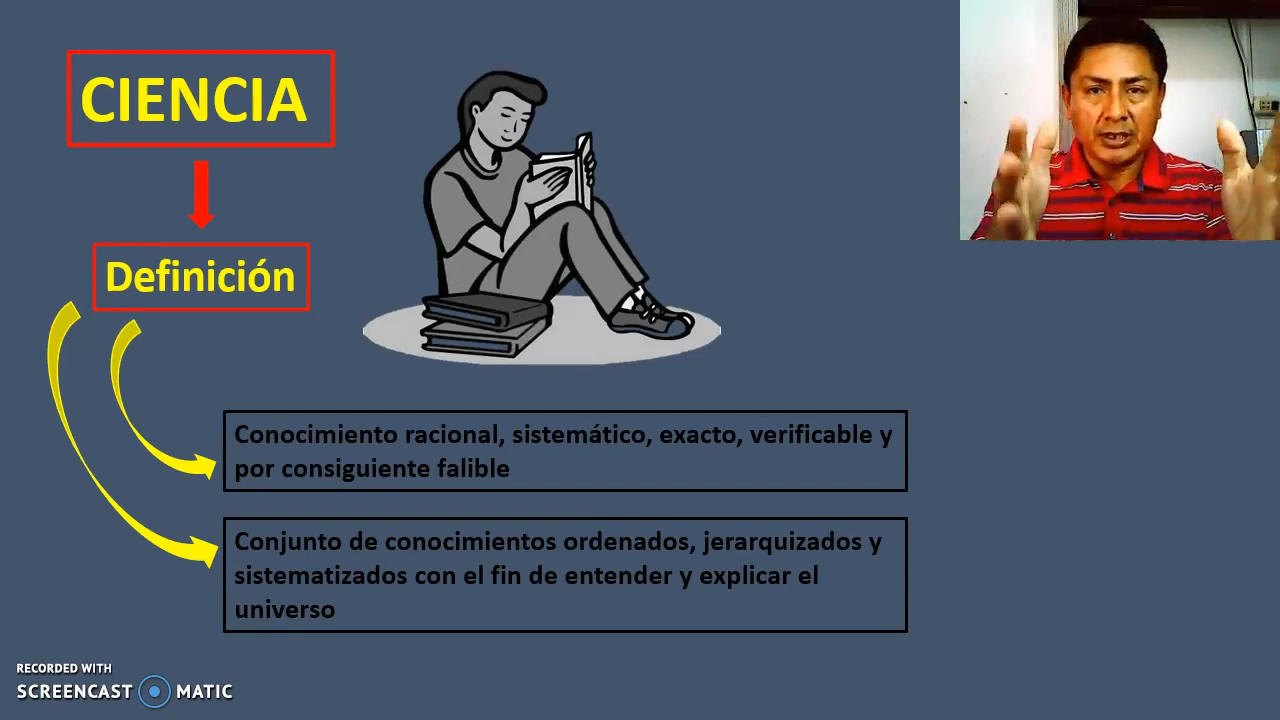 CIENCIA
Definición
Conocimiento racional, sistemático, exacto, verificable y
por consiguiente falible
Conjunto de conocimientos ordenados, jerarquizados y
sistematizados con el fin de entender y explicar el
universo
RECORDED WITH
SCREENCAST MATIC